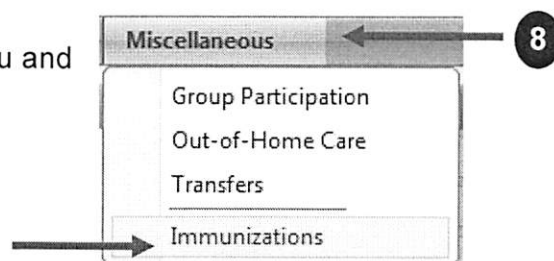 Miscellaneous 8
u and
Group Participation
Out-of-Home Care
Transfers
Immunizations